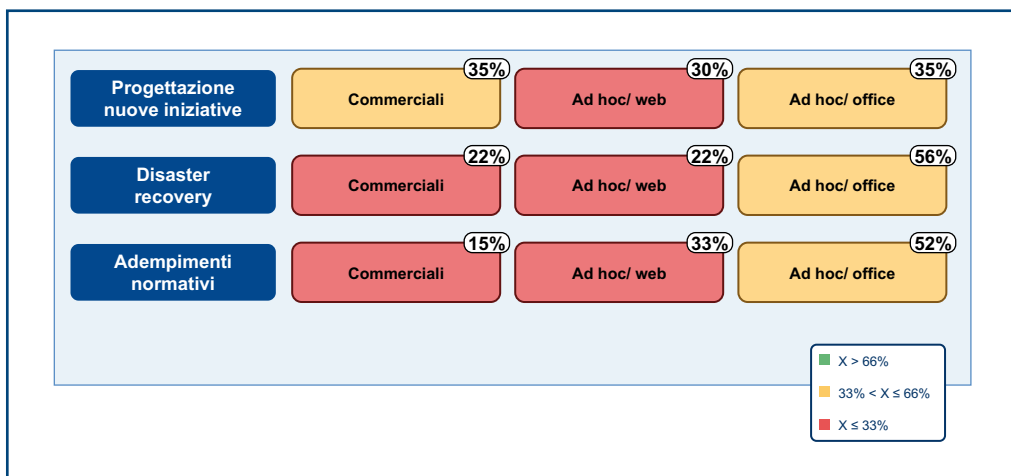 Progettazione
nuove iniziative
35%
Commerciali
30%
Ad hoc/ web
35%
Ad hoc/ office
Disaster
recovery
22%
Commerciali
22%
Ad hoc/ web
56%
Ad hoc/ office
Adempimenti
normativi
15%
Commerciali
33%
Ad hoc/ web
52%
Ad hoc/ office
X > 66%
33% < X ≤ 66%
X ≤ 33%